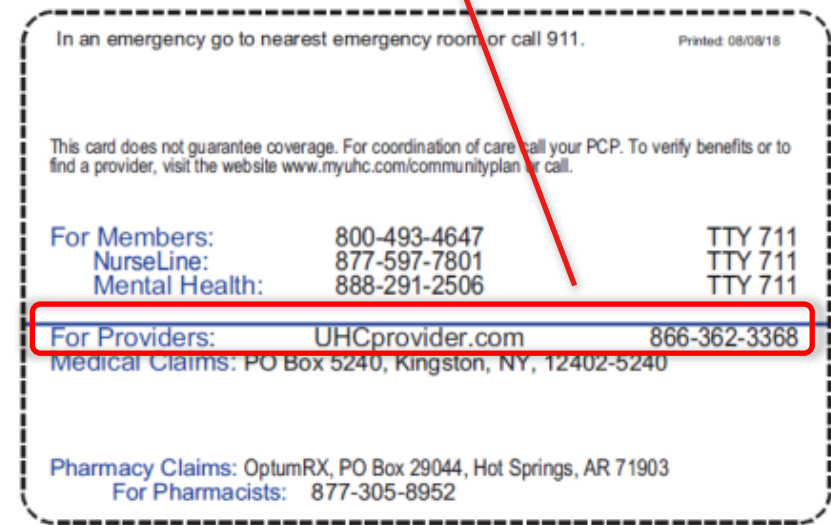 In an emergency go to nearest emergency room or call 911. Printed: 08/08/18
This card does not guarantee coverage. For coordination of care call your PCP. To verify benefits or to
find a provider, visit the website www.myuhc.com/communityplan or call.
For Members: 800-493-4647 TTY 711
NurseLine: 877-597-7801 TTY 711
Mental Health: 888-291-2506 TTY 711
For Providers: UHCprovider.com 866-362-3368
Medical Claims: PO Box 5240, Kingston, NY, 12402-5240
Pharmacy Claims: OptumRX, PO Box 29044, Hot Springs, AR 71903
For Pharmacists: 877-305-8952